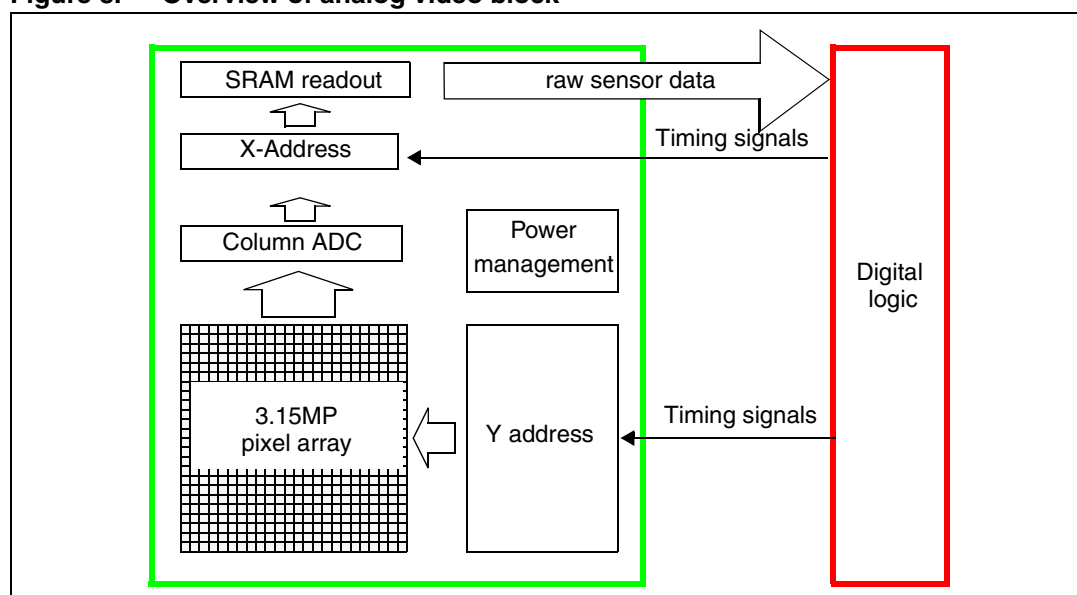 Figure 8. Overview of analog video block
SRAM readout
raw sensor data
X-Address
Timing signals
Column ADC
Power
management
Digital
logic
3.15MP
pixel array
Y address
Timing signals